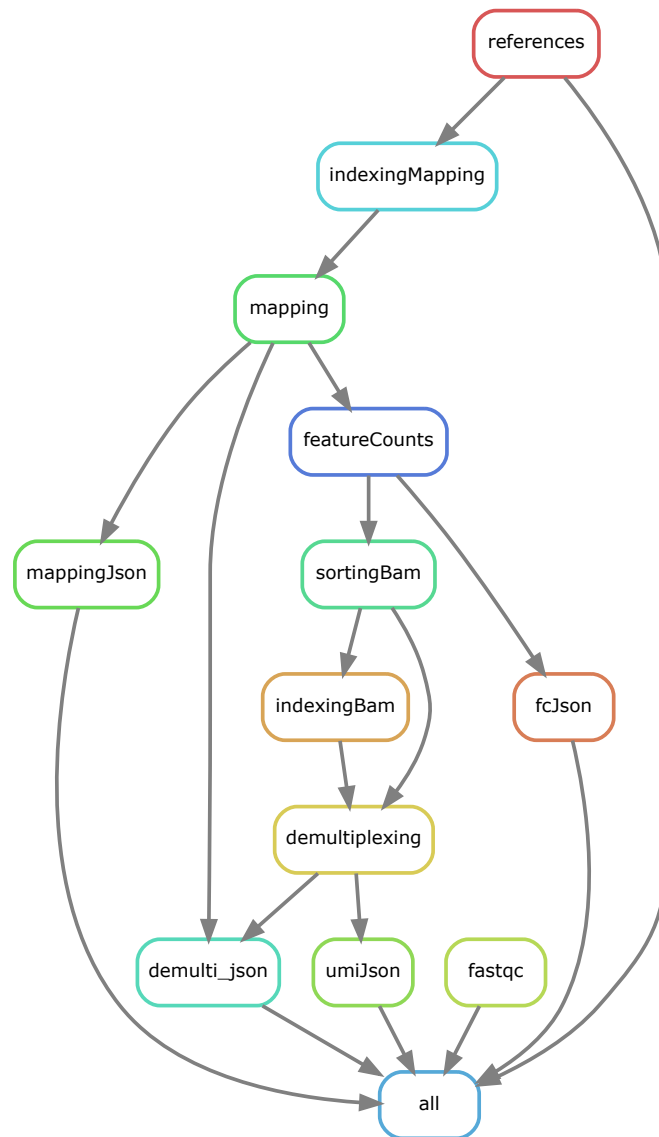 references
indexingMapping
mapping
featureCounts
mappingJson
sortingBam
indexingBam
fcJson
demultiplexing
demulti_json
umiJson
fastqc
all